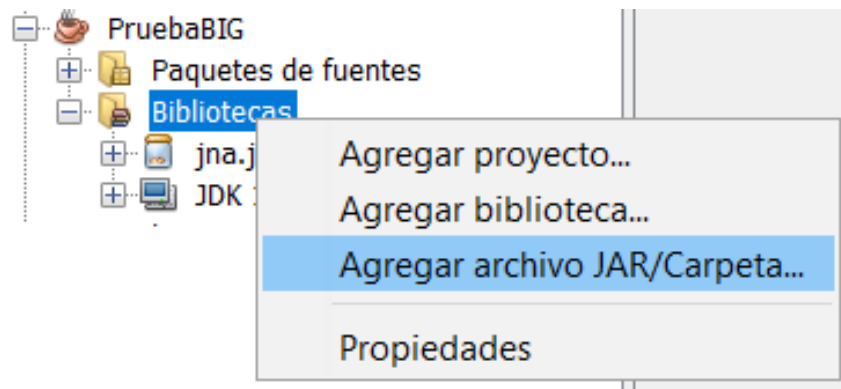 PruebaBIG
Paquetes de fuentes
Bibliotecas
jna.j
JDK
Agregar proyecto...
Agregar biblioteca...
Agregar archivo JAR/Carpeta...
Propiedades